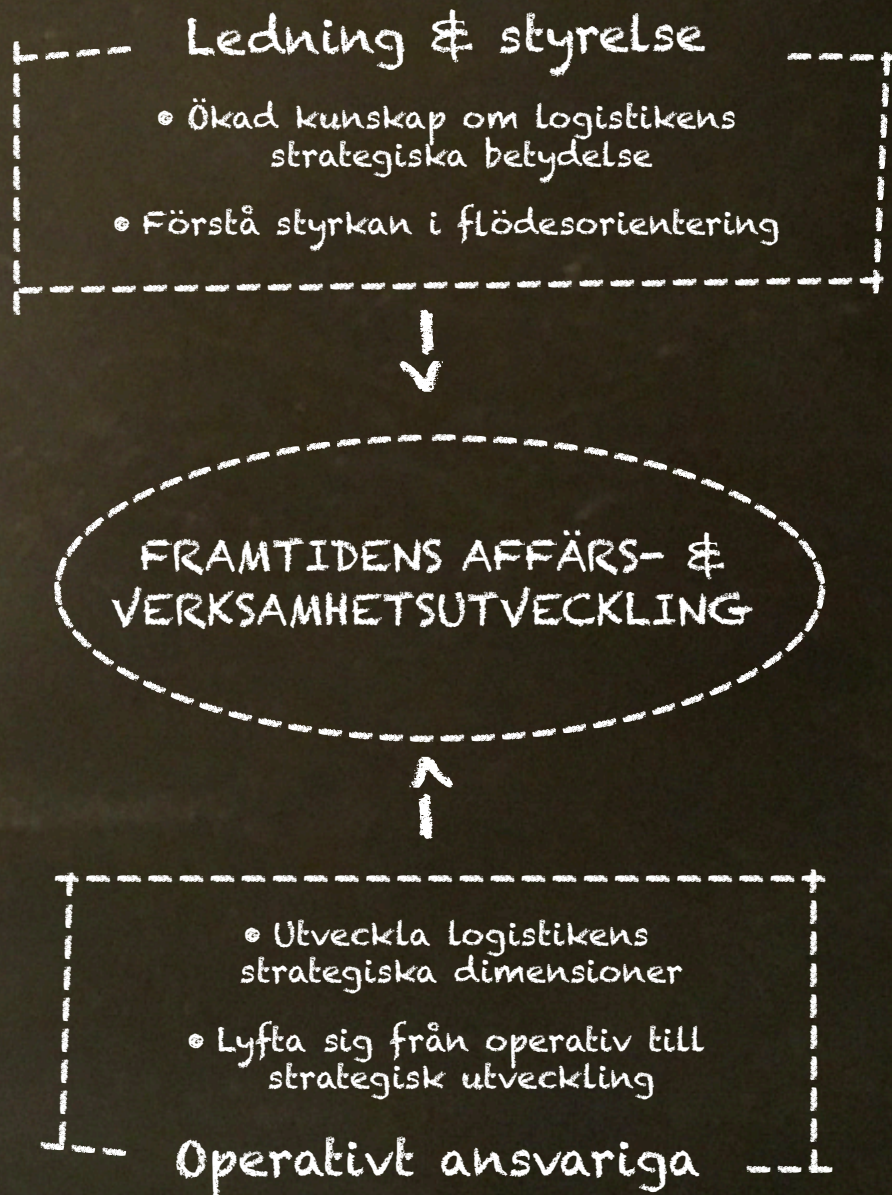 Ledning & styrelse
• Ökad kunskap om logistikens
strategiska betydelse
• Förstå styrkan i flödesorientering
FRAMTIDENS AFFÄRS- &
VERKSAMHETSUTVECKLING
• Utveckla logistikens
strategiska dimensioner
• Lyfta sig från operativ till
strategisk utveckling
Operativt ansvariga